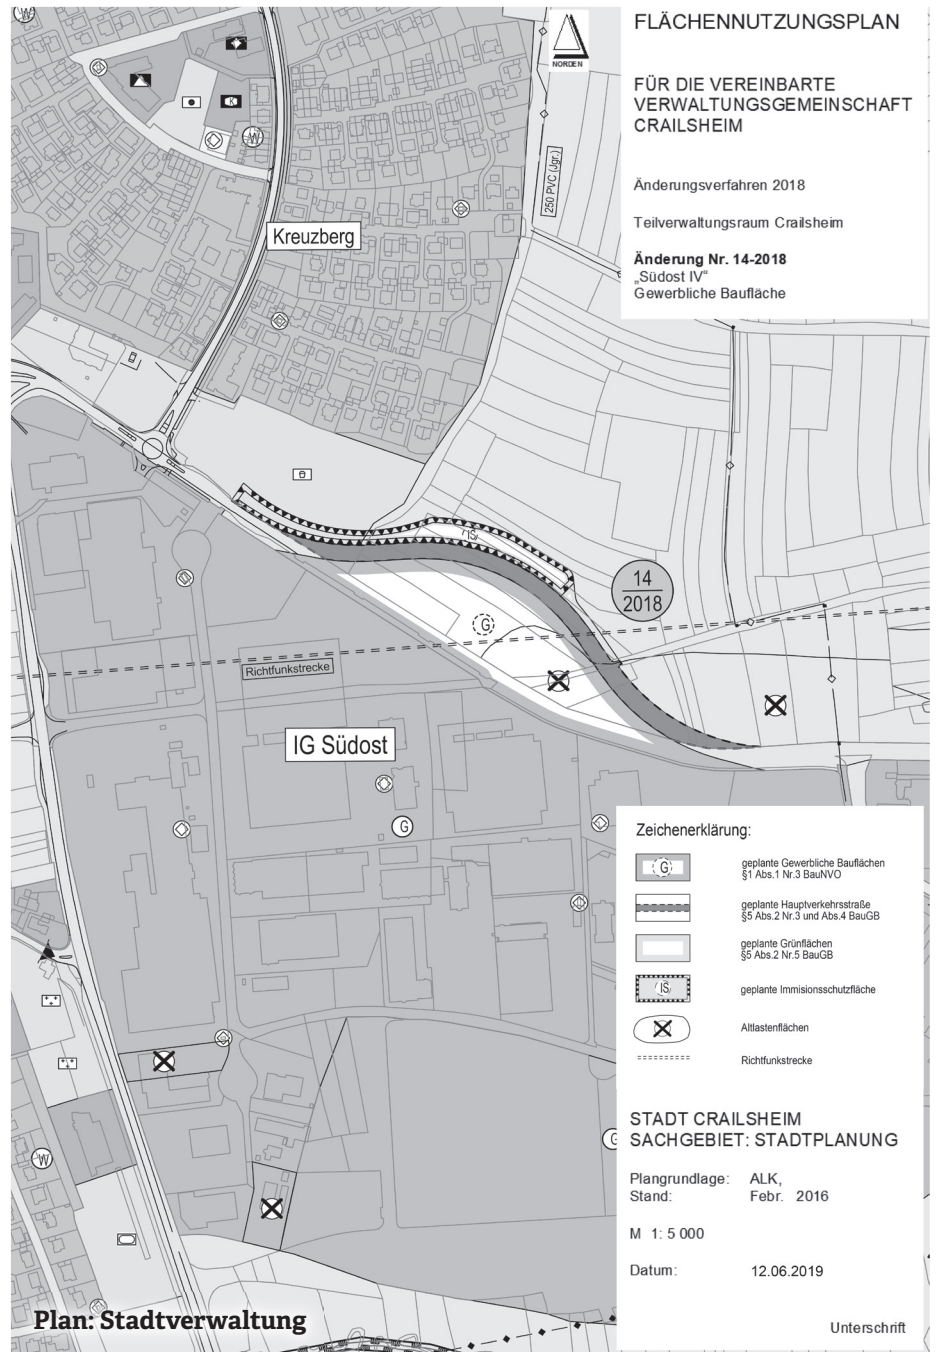 FLÄCHENNUTZUNGSPLAN
FÜR DIE VEREINBARTE
VERWALTUNGSGEMEINSCHAFT
CRAILSHEIM
Änderungsverfahren 2018
Teilverwaltungsraum Crailsheim
Änderung Nr. 14-2018
„Südost IV"
Gewerbliche Baufläche
NORDEN
W
K
W
250 PVC (Jgr.)
Kreuzberg
IS
14
2018
G
Richtfunkstrecke
IG Südost
G
G
W
Zeichenerklärung:
G
geplante Gewerbliche Bauflächen
§1 Abs.1 Nr.3 BauNVO
geplante Hauptverkehrsstraße
§5 Abs.2 Nr.3 und Abs.4 BauGB
geplante Grünflächen
§5 Abs.2 Nr.5 BauGB
IS
geplante Immisionsschutzfläche
Altlastenflächen
Richtfunkstrecke
STADT CRAILSHEIM
SACHGEBIET: STADTPLANUNG
Plangrundlage: ALK,
Stand: Febr. 2016
M 1: 5 000
Datum: 12.06.2019
Unterschrift
Plan: Stadtverwaltung